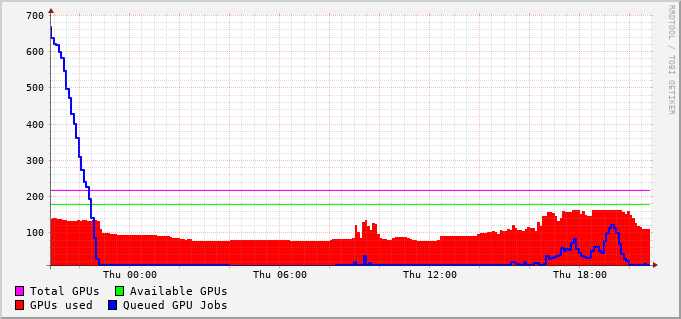 700
600
500
400
300
200
100
Thu 00:00 Thu 06:00 Thu 12:00 Thu 18:00
Total GPUs Available GPUs
GPUs used Queued GPU Jobs
RRDTOOL / TOBI OETIKER